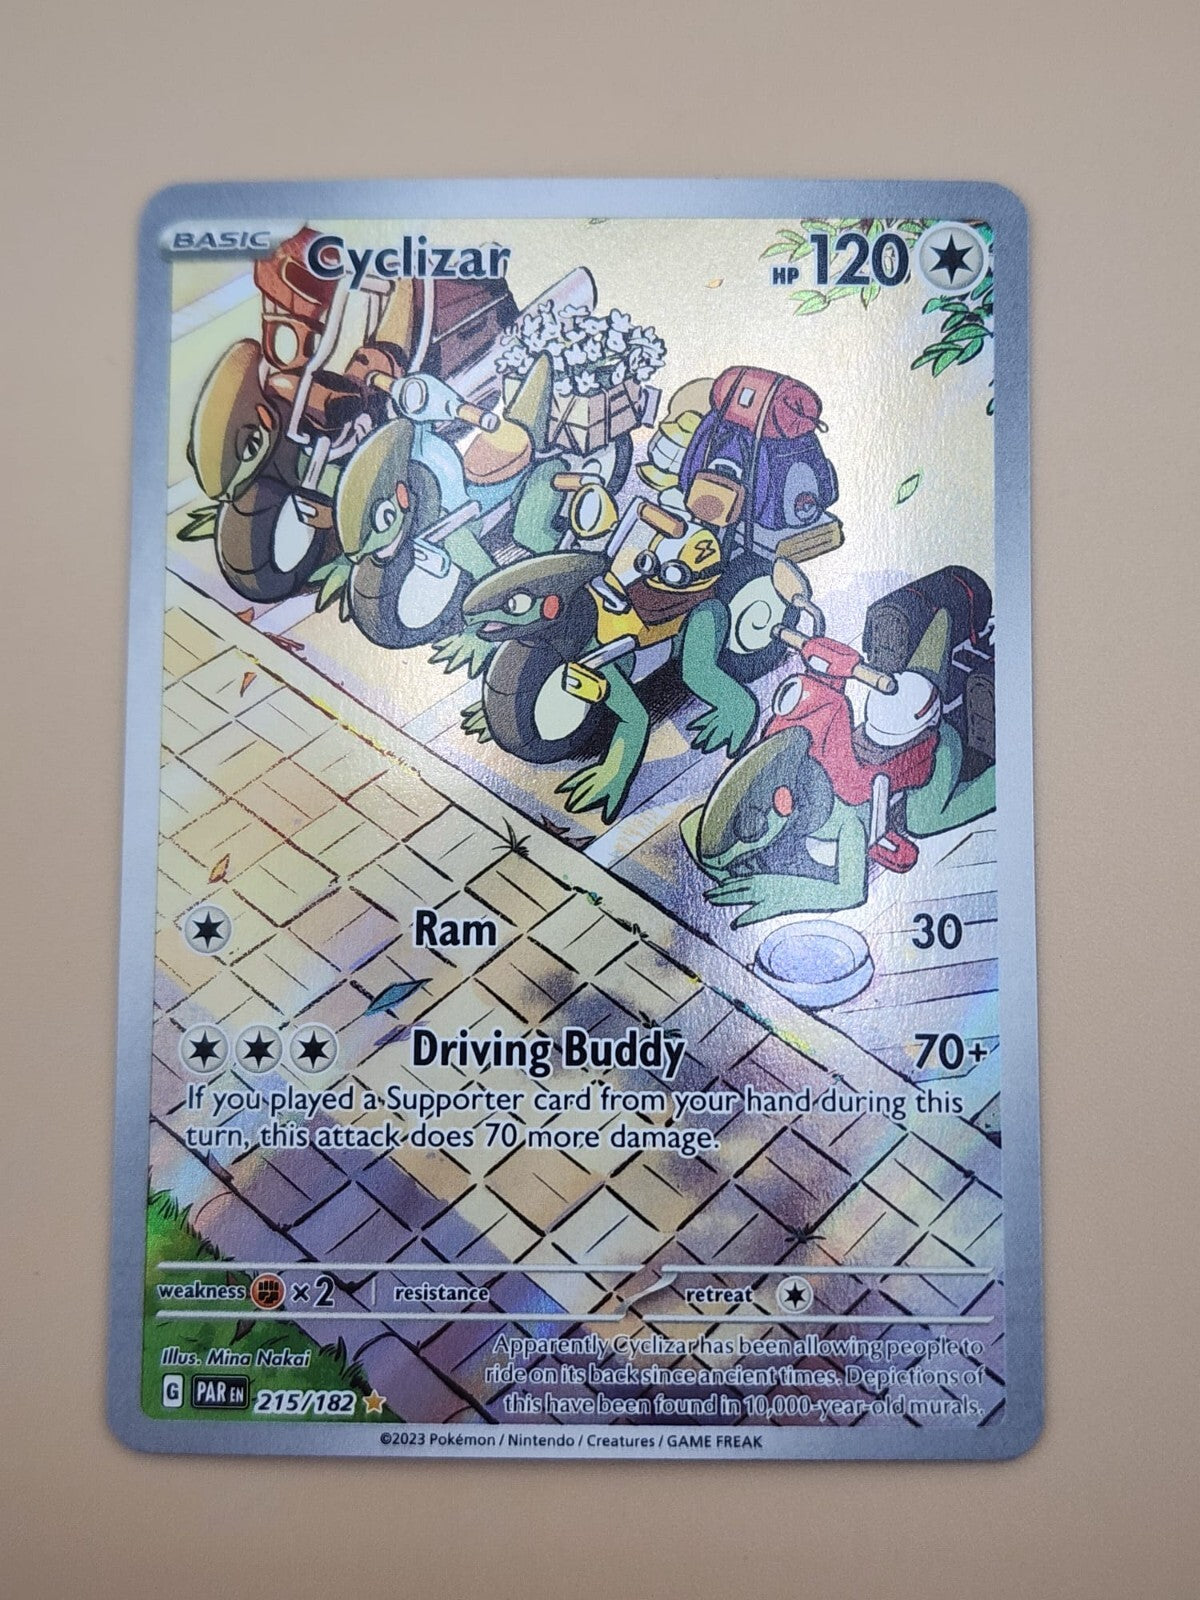 BASIC Cyclizar HP 120
Ram 30
Driving Buddy 70+
If you played a Supporter card from your hand during this
turn, this attack does 70 more damage.
weakness ×2 resistance retreat
Apparently Cyclizar has been allowing people to
ride on its back since ancient times. Depictions of
this have been found in 10,000-year-old murals.
Illus. Mina Nakai
G PAR EN 215/182
©2023 Pokémon / Nintendo / Creatures / GAME FREAK